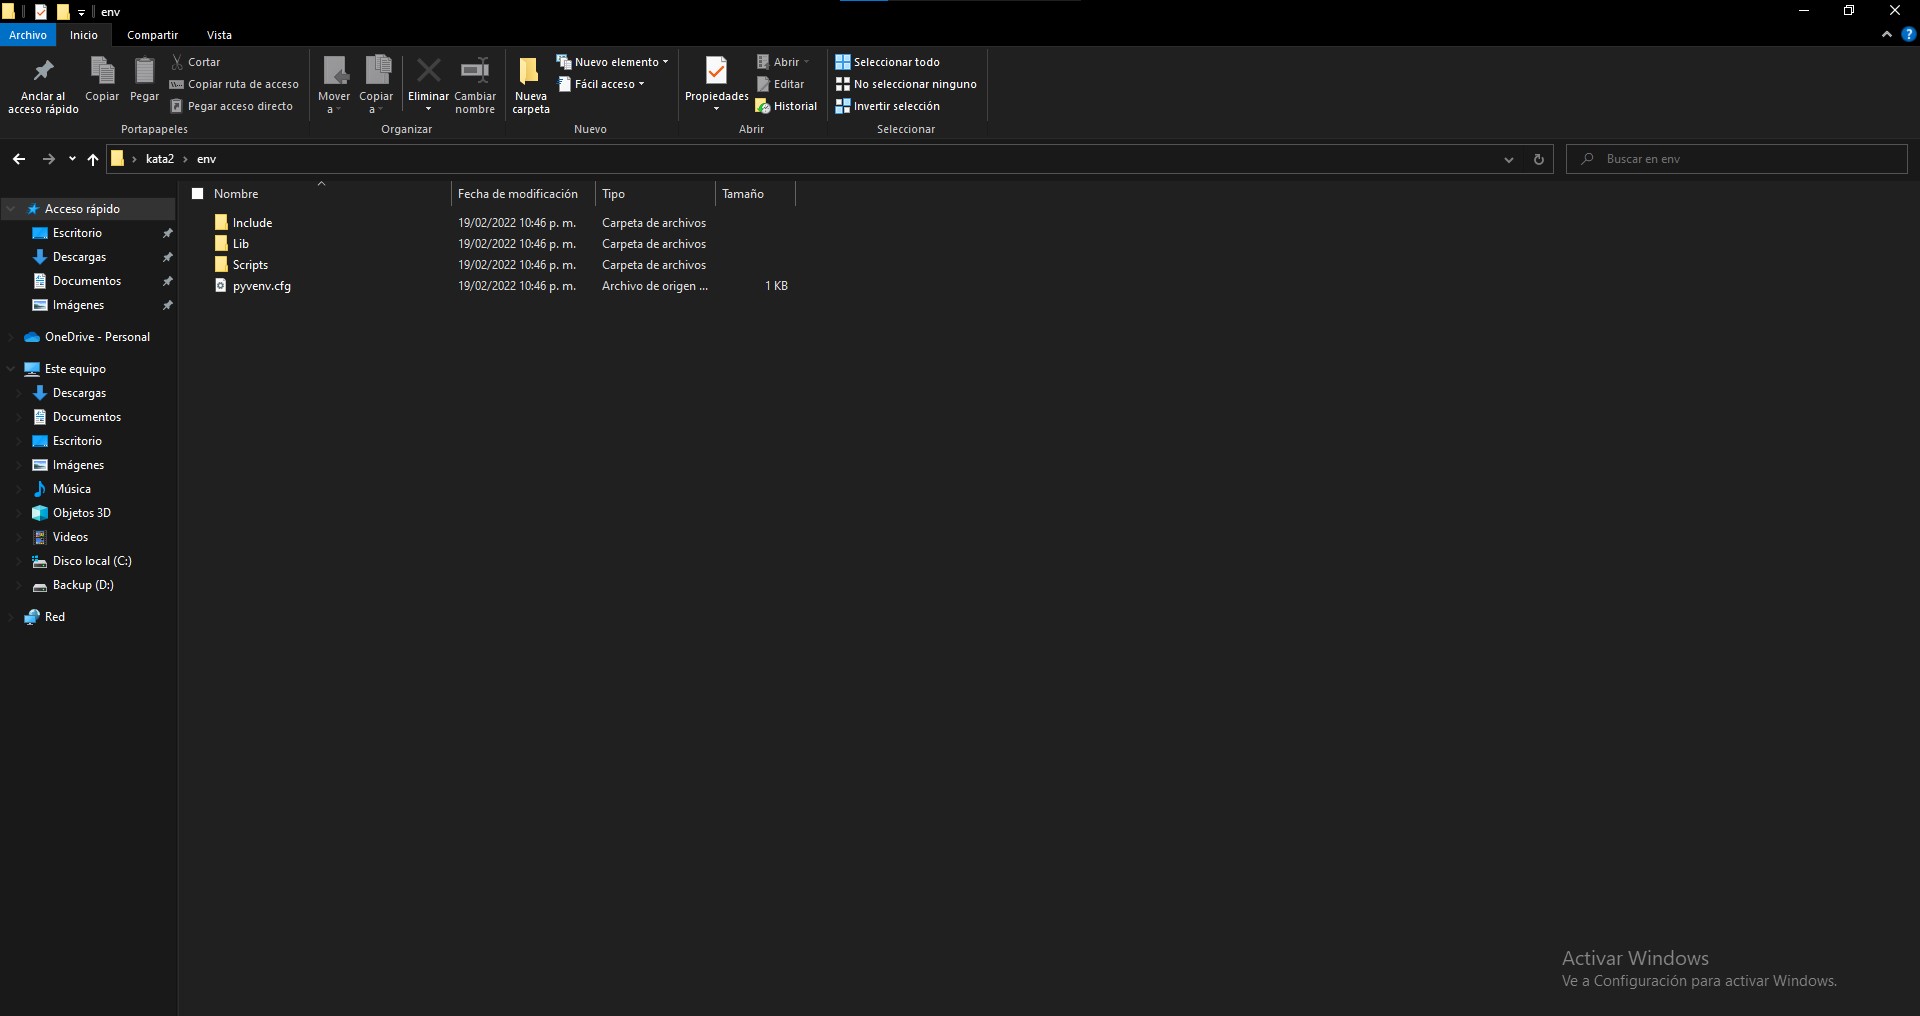 env
Archivo
Inicio
Compartir
Vista
Anclar al
acceso rápido
Copiar
Pegar
Cortar
Copiar ruta de acceso
Pegar acceso directo
Portapapeles
Mover
a
Copiar
a
Eliminar
Cambiar
nombre
Organizar
Nueva
carpeta
Nuevo elemento
Fácil acceso
Nuevo
Propiedades
Abrir
Editar
Historial
Abrir
Seleccionar todo
No seleccionar ninguno
Invertir selección
Seleccionar
kata2 › env
Buscar en env
Acceso rápido
Escritorio
Descargas
Documentos
Imágenes
OneDrive - Personal
Este equipo
Descargas
Documentos
Escritorio
Imágenes
Música
Objetos 3D
Videos
Disco local (C:)
Backup (D:)
Red
Nombre Fecha de modificación Tipo Tamaño
Include 19/02/2022 10:46 p. m. Carpeta de archivos
Lib 19/02/2022 10:46 p. m. Carpeta de archivos
Scripts 19/02/2022 10:46 p. m. Carpeta de archivos
pyvenv.cfg 19/02/2022 10:46 p. m. Archivo de origen ... 1 KB
Activar Windows
Ve a Configuración para activar Windows.